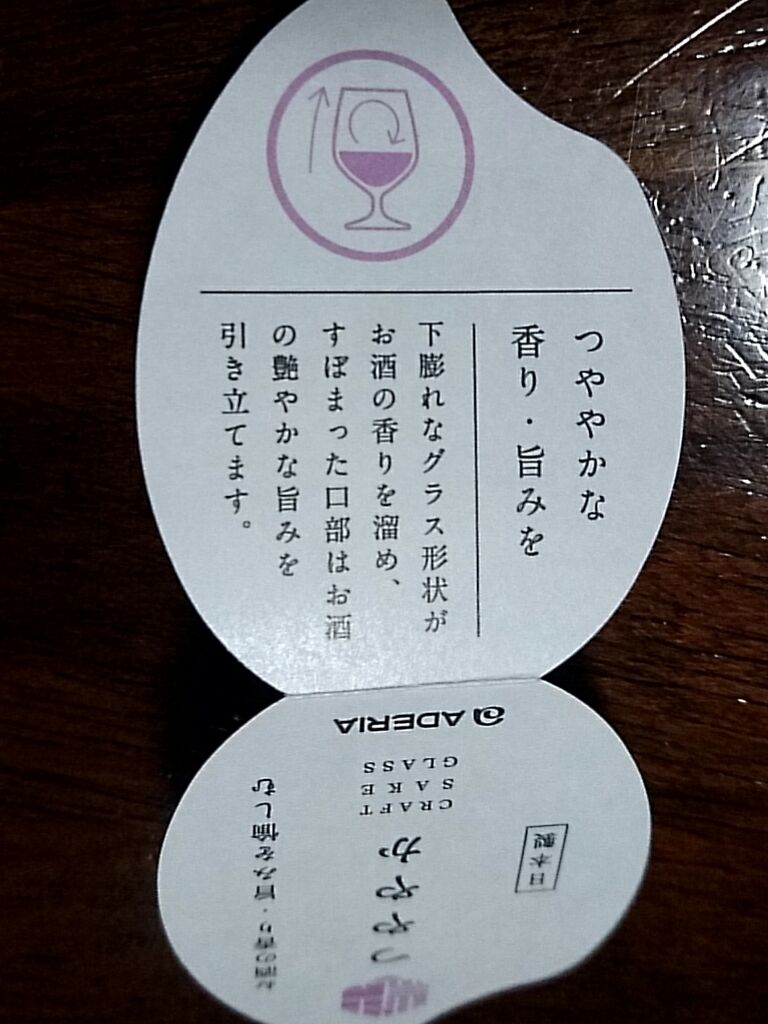 つややかな
香り・旨みを
下膨れなグラス形状が
お酒の香りを溜め、
すぼまった口部はお酒
の艶やかな旨みを
引き立てます。
ADERIA
CRAFT
SAKE
GLASS
つややか
お酒の香り・旨みを愉しむ
日本製